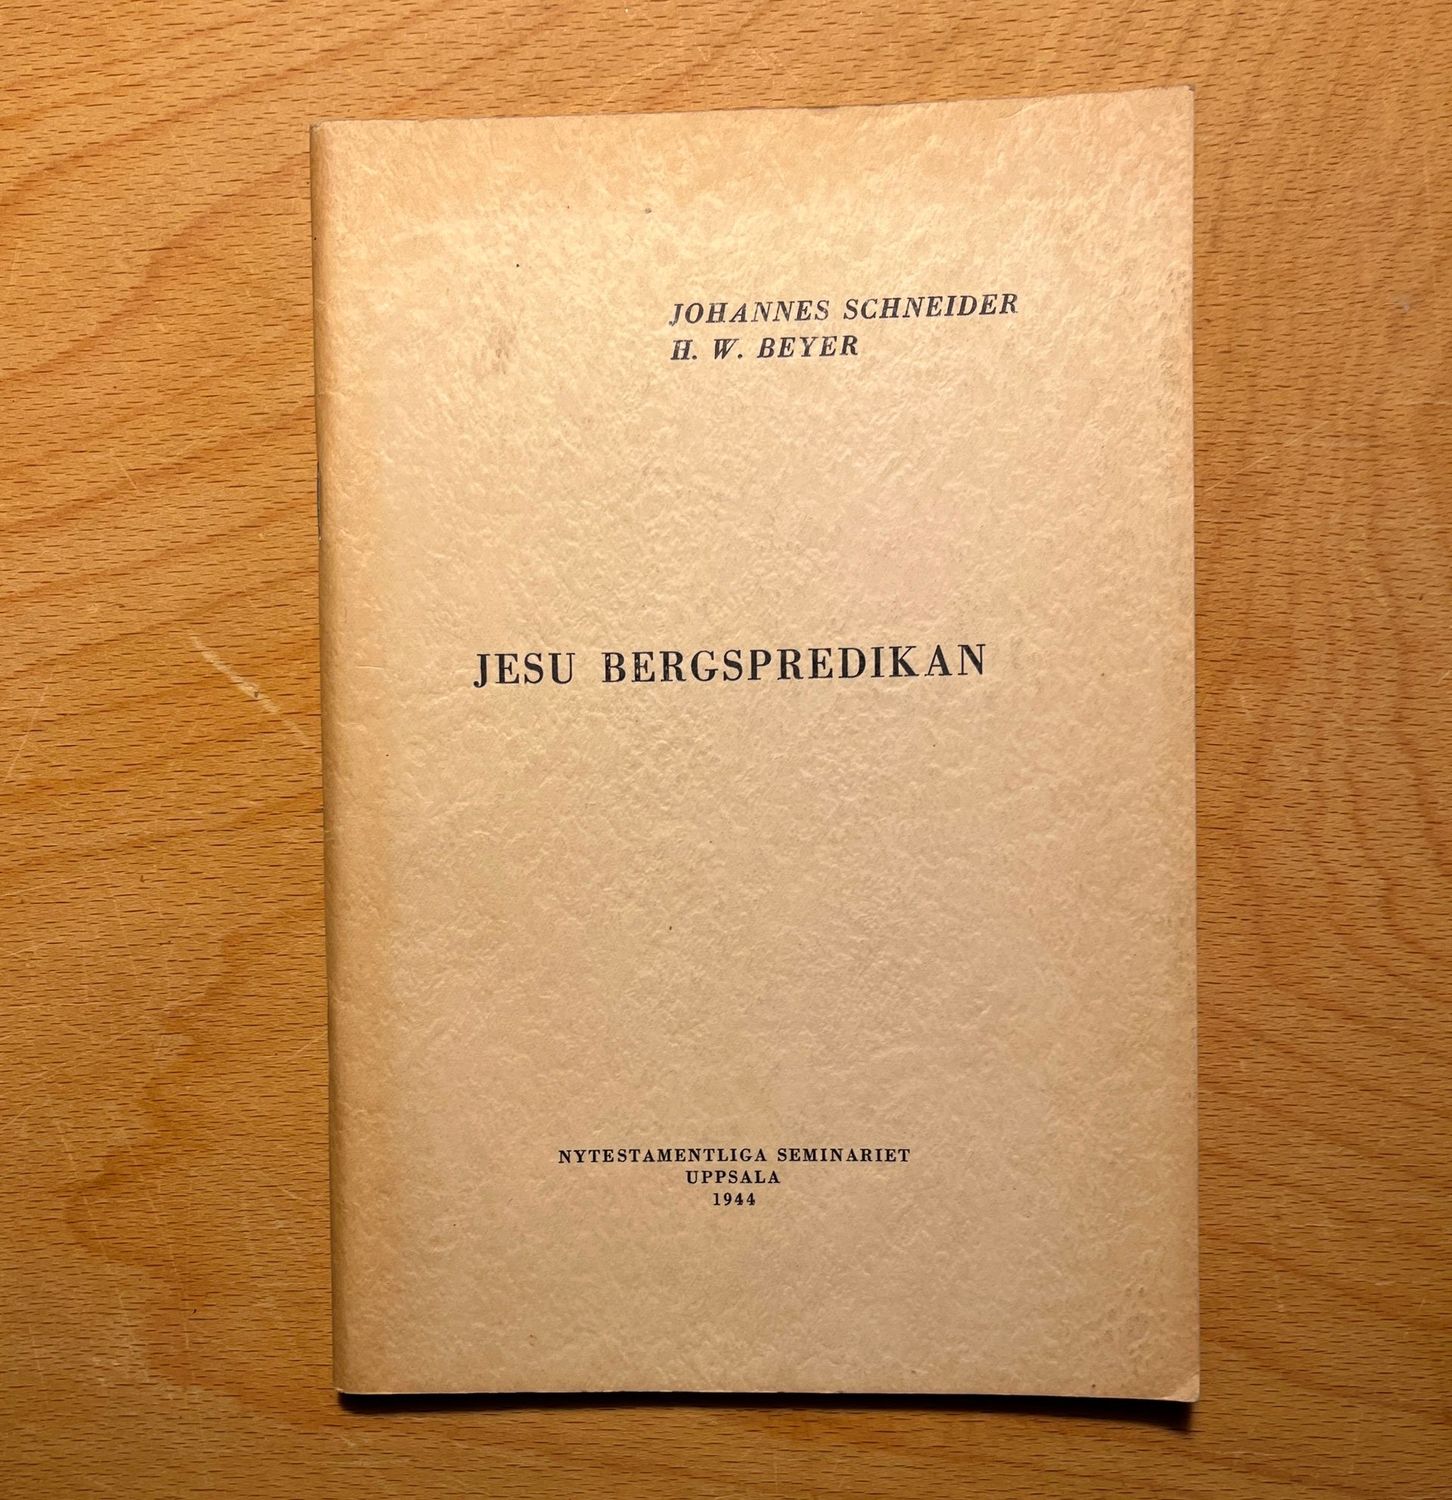 JOHANNES SCHNEIDER
H. W. BEYER
JESU BERGSPREDIKAN
NYTESTAMENTLIGA SEMINARIET
UPPSALA
1944